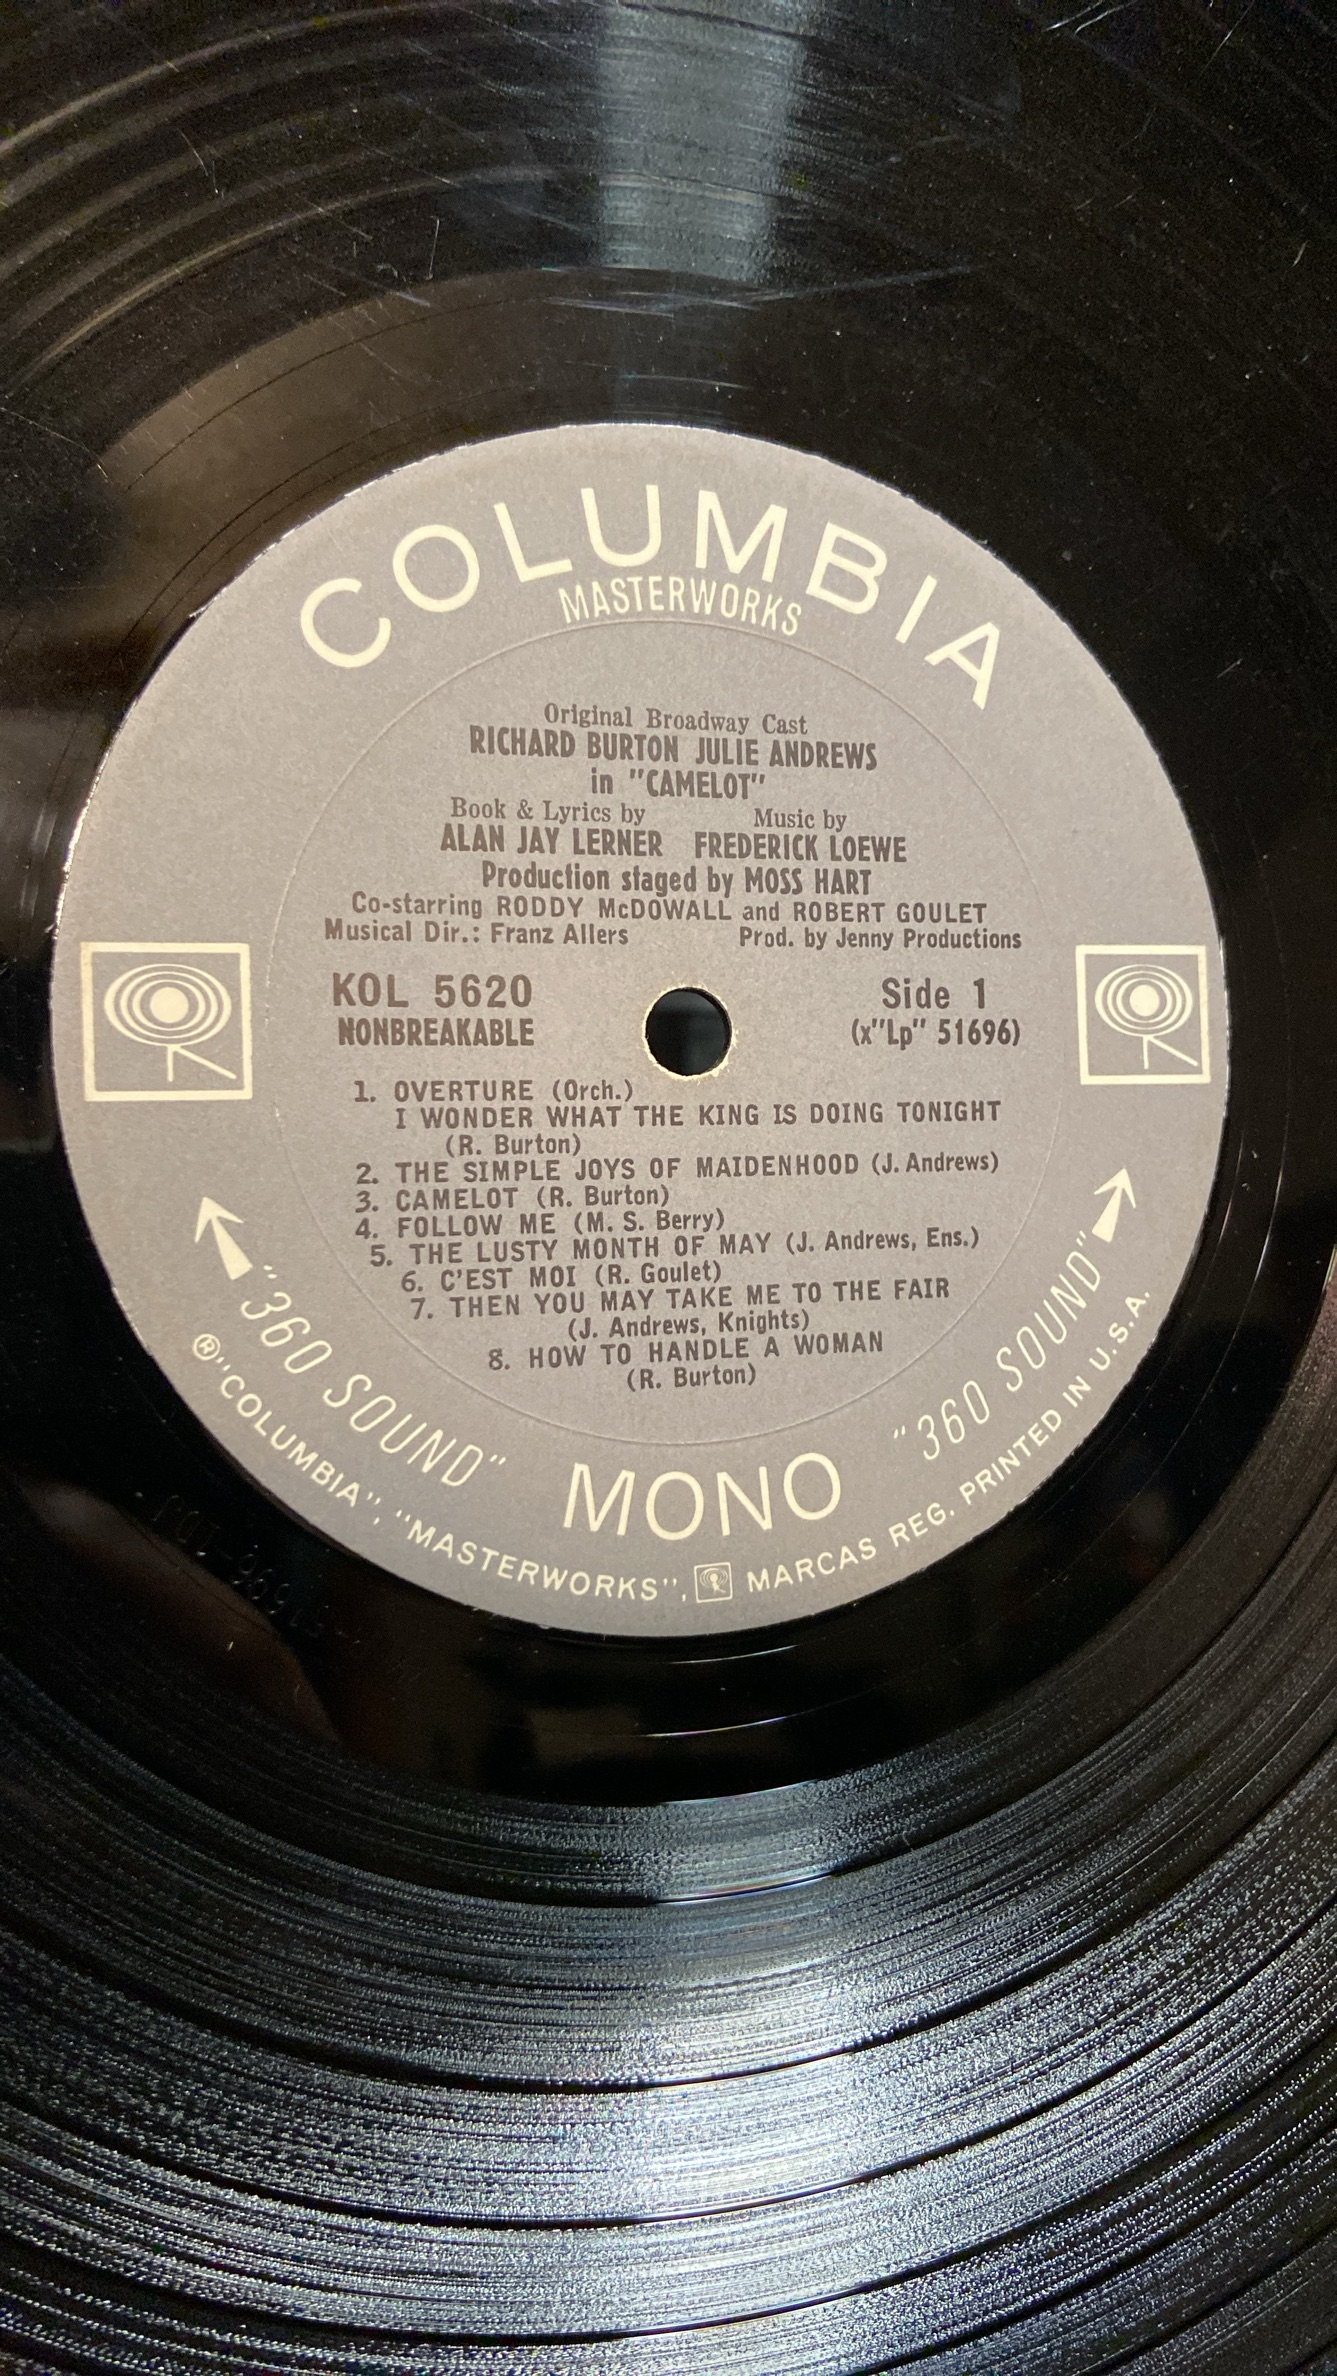 COLUMBIA
MASTERWORKS
Original Broadway Cast
RICHARD BURTON JULIE ANDREWS
in "CAMELOT"
Book & Lyrics by Music by
ALAN JAY LERNER FREDERICK LOEWE
Production staged by MOSS HART
Co-starring RODDY McDOWALL and ROBERT GOULET
Musical Dir.: Franz Allers Prod. by Jenny Productions
KOL 5620 Side 1
NONBREAKABLE (x"Lp" 51696)
1. OVERTURE (Orch.)
I WONDER WHAT THE KING IS DOING TONIGHT
(R. Burton)
2. THE SIMPLE JOYS OF MAIDENHOOD (J. Andrews)
3. CAMELOT (R. Burton)
4. FOLLOW ME (M. S. Berry)
5. THE LUSTY MONTH OF MAY (J. Andrews, Ens.)
6. C'EST MOI (R. Goulet)
7. THEN YOU MAY TAKE ME TO THE FAIR
(J. Andrews, Knights)
8. HOW TO HANDLE A WOMAN
(R. Burton)
"360 SOUND" MONO "360 SOUND"
®"COLUMBIA", "MASTERWORKS", MARCAS REG. PRINTED IN U.S.A.